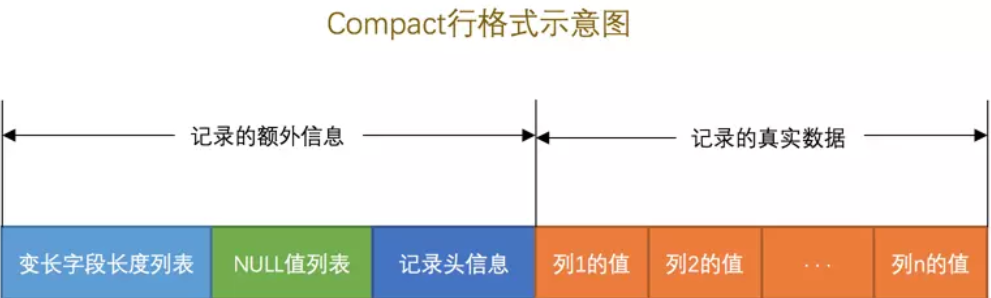 Compact行格式示意图
记录的额外信息
记录的真实数据
变长字段长度列表
NULL值列表
记录头信息
列1的值
列2的值
···
列n的值